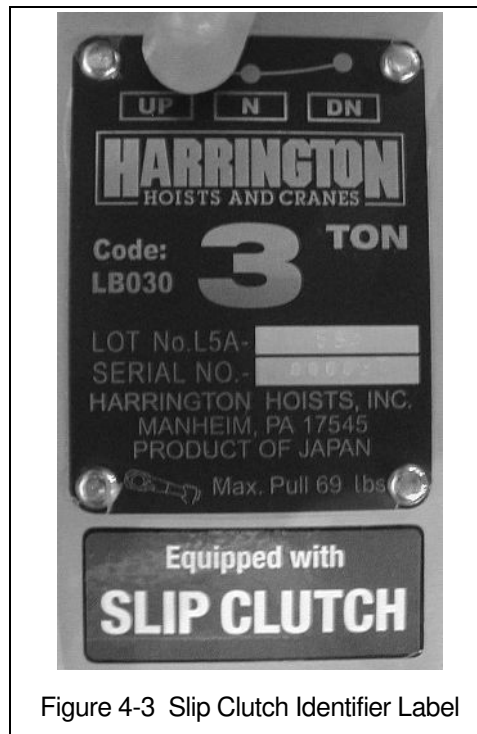 UP N DN
HARRINGTON
HOISTS AND CRANES
Code: 3 TON
LB030
LOT No.L5A-
SERIAL NO.-
HARRINGTON HOISTS, INC.
MANHEIM, PA 17545
PRODUCT OF JAPAN
Max. Pull 69 lbs
Equipped with
SLIP CLUTCH
Figure 4-3 Slip Clutch Identifier Label